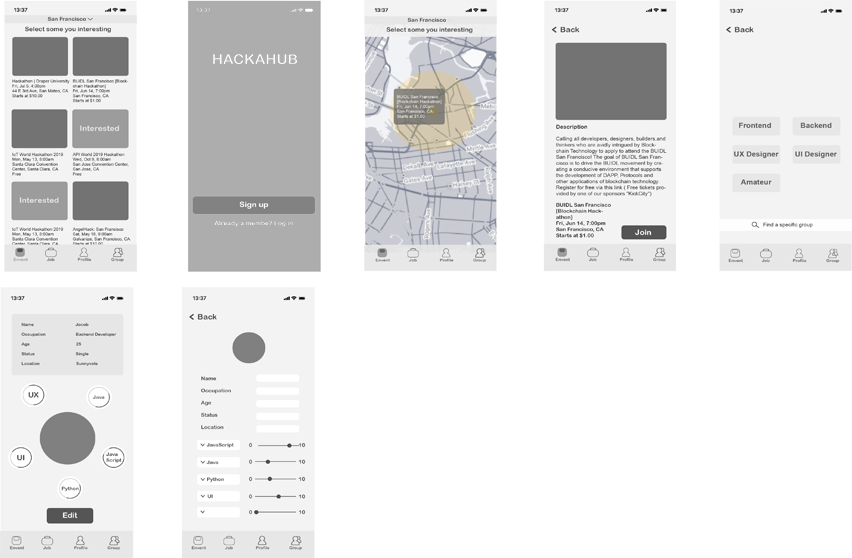 13:37
San Francisco
Select some you interesting
Hackathon | Draper University
Fri, Jul 5, 4:00pm
44 E 3rd Ave, San Mateo, CA
Starts at $10.00
BUIDL San Francisco [Block-
chain Hackathon]
Fri, Jun 14, 7:00pm
San Francisco, CA
Starts at $1.00
Interested
IoT World Hackathon 2019
Mon, May 13, 8:00am
Santa Clara Convention
Center, Santa Clara, CA
Free
API World 2019 Hackathon
Wed, Oct 9, 8:00am
San Jose Convention Center,
San Jose, CA
Free
Interested
IoT World Hackathon 2019
Mon, May 13, 8:00am
Santa Clara Convention
Center, Santa Clara, CA
AngelHack: San Francisco
Sat, May 18, 9:00am
Galvanize, San Francisco, CA
Envent
Job
Profile
Group
13:37
HACKAHUB
Sign up
Already a member? Log in
13:37
San Francisco
Select some you interesting
BUIDL San Francisco
[Blockchain Hackathon]
Fri, Jun 14, 7:00pm
San Francisco, CA
Starts at $1.00
Envent
Job
Profile
Group
13:37
Back
Description
Calling all developers, designers, builders and
thinkers who are avidly intrigued by Block-
chain Technology to apply to attend the BUIDL
San Francisco! The goal of BUIDL San Fran-
cisco is to drive the BUIDL movement by cre-
ating a conducive environment that supports
the development of DAPP, Protocols and
other applications of blockchain technology.
Register for free via this link ( Free tickets pro-
vided by one of our sponsors "KeikCity")
BUIDL San Francisco
[Blockchain Hack-
athon]
Fri, Jun 14, 7:00pm
San Francisco, CA
Starts at $1.00
Join
Envent
Job
Profile
Group
13:37
Back
Frontend
Backend
UX Designer
UI Designer
Amateur
Find a specific group
Envent
Job
Profile
Group
13:37
Name Jacob
Occupation Backend Developer
Age 25
Status Single
Location Sunnyvale
UX
Java
UI
Java
Script
Python
Edit
Envent
Job
Profile
Group
13:37
Back
Name
Occupation
Age
Status
Location
JavaScript 0 10
Java 0 10
Python 0 10
UI 0 10
0 10
Envent
Job
Profile
Group